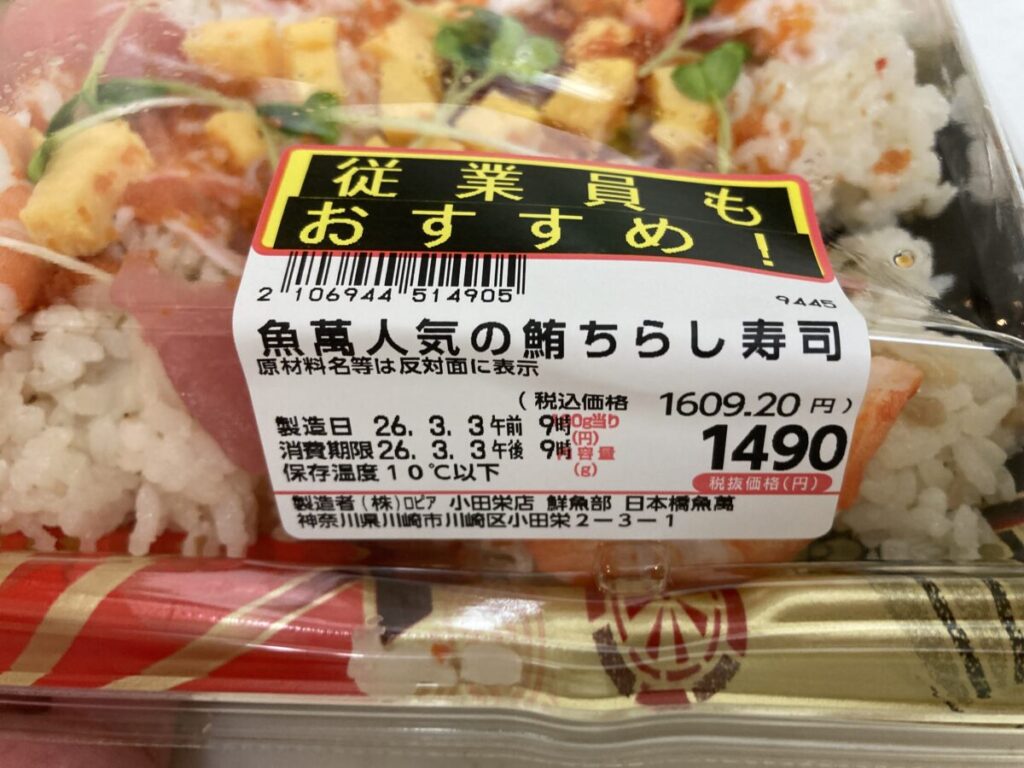 従業員も
おすすめ!
2 106944 514905
9445
魚萬人気の鮪ちらし寿司
原材料名等は反対面に表示
(税込価格 1609.20円)
製造日 26. 3. 3午前 9時
消費期限26. 3. 3午後 9時
保存温度10℃以下
100g当り
(円)
内容量
(g)
1490
税抜価格(円)
製造者(株)ロピア 小田栄店 鮮魚部 日本橋魚萬
神奈川県川崎市川崎区小田栄2-3-1